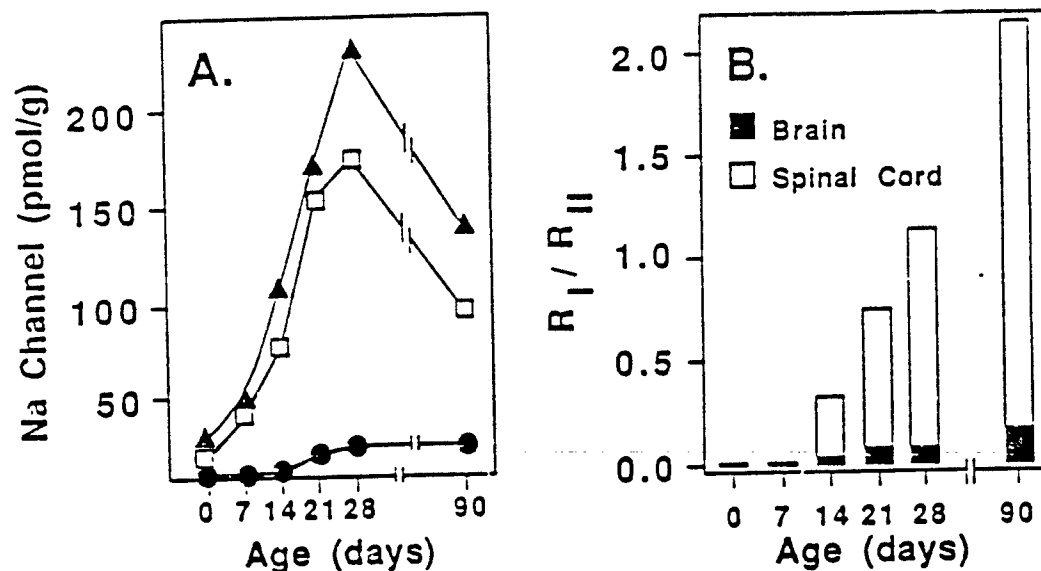 A.
Na Channel (pmol/g)
200
150
100
50
0 7 14 21 28 90
Age (days)
B.
Brain
Spinal Cord
R I / R II
2.0
1.5
1.0
0.5
0.0
0 7 14 21 28 90
Age (days)